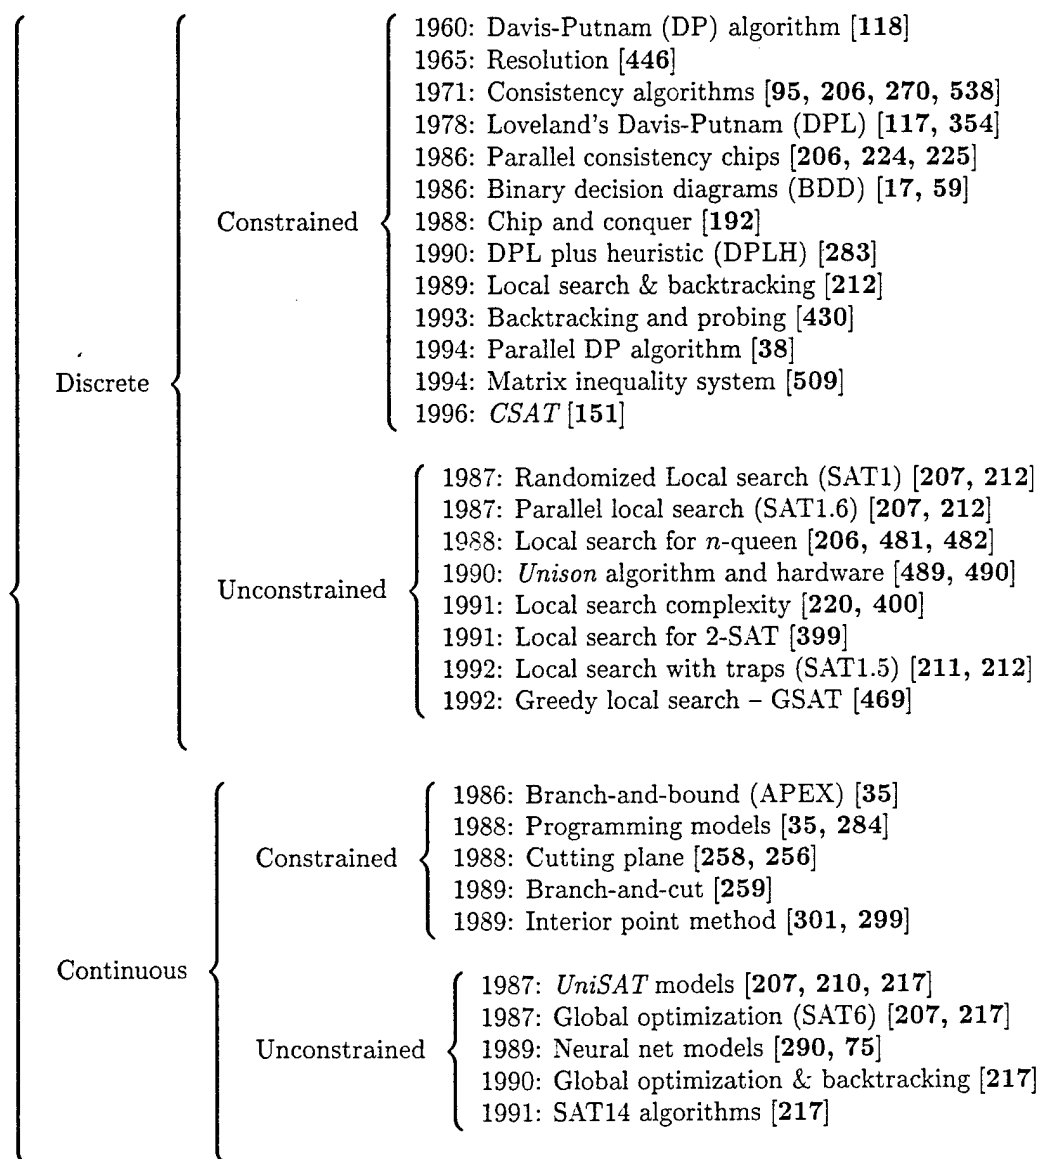 Discrete
Constrained
1960: Davis-Putnam (DP) algorithm [118]
1965: Resolution [446]
1971: Consistency algorithms [95, 206, 270, 538]
1978: Loveland's Davis-Putnam (DPL) [117, 354]
1986: Parallel consistency chips [206, 224, 225]
1986: Binary decision diagrams (BDD) [17, 59]
1988: Chip and conquer [192]
1990: DPL plus heuristic (DPLH) [283]
1989: Local search & backtracking [212]
1993: Backtracking and probing [430]
1994: Parallel DP algorithm [38]
1994: Matrix inequality system [509]
1996: CSAT [151]
Unconstrained
1987: Randomized Local search (SAT1) [207, 212]
1987: Parallel local search (SAT1.6) [207, 212]
1988: Local search for n-queen [206, 481, 482]
1990: Unison algorithm and hardware [489, 490]
1991: Local search complexity [220, 400]
1991: Local search for 2-SAT [399]
1992: Local search with traps (SAT1.5) [211, 212]
1992: Greedy local search – GSAT [469]
Continuous
Constrained
1986: Branch-and-bound (APEX) [35]
1988: Programming models [35, 284]
1988: Cutting plane [258, 256]
1989: Branch-and-cut [259]
1989: Interior point method [301, 299]
Unconstrained
1987: UniSAT models [207, 210, 217]
1987: Global optimization (SAT6) [207, 217]
1989: Neural net models [290, 75]
1990: Global optimization & backtracking [217]
1991: SAT14 algorithms [217]